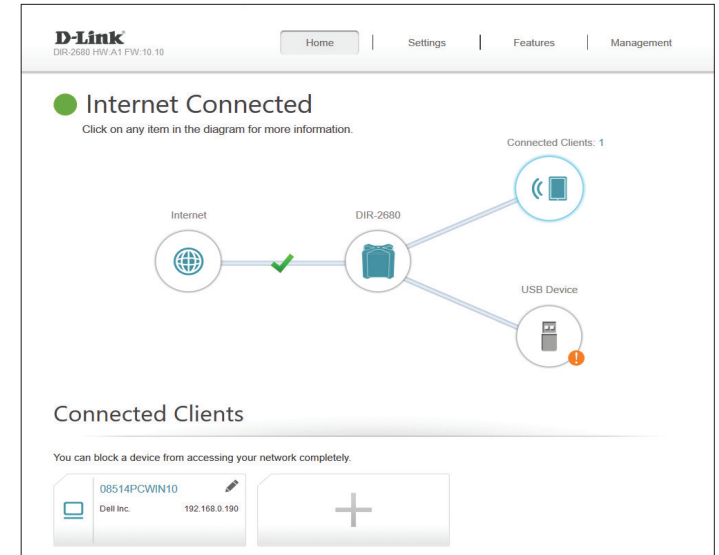 D-Link
DIR-2680 HW:A1 FW:10.10
Home Settings Features Management
Internet Connected
Click on any item in the diagram for more information.
Connected Clients: 1
Internet
DIR-2680
USB Device
Connected Clients
You can block a device from accessing your network completely.
08514PCWIN10
Dell Inc. 192.168.0.190